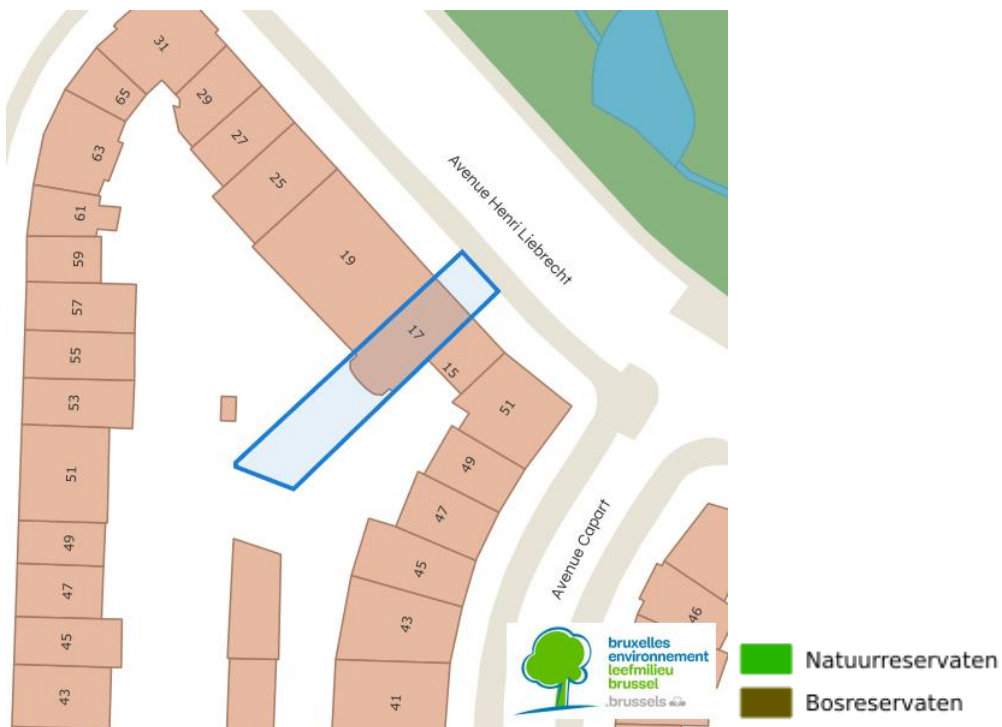 31
65
29
63
27
25
61
19
59
57
17
55
15
53
51
51
49
49
47
47
45
45
43
43
41
46
Avenue Henri Liebrecht
Avenue Capart
bruxelles
environnement
leefmilieu
brussel
.brussels
Natuurreservaten
Bosreservaten